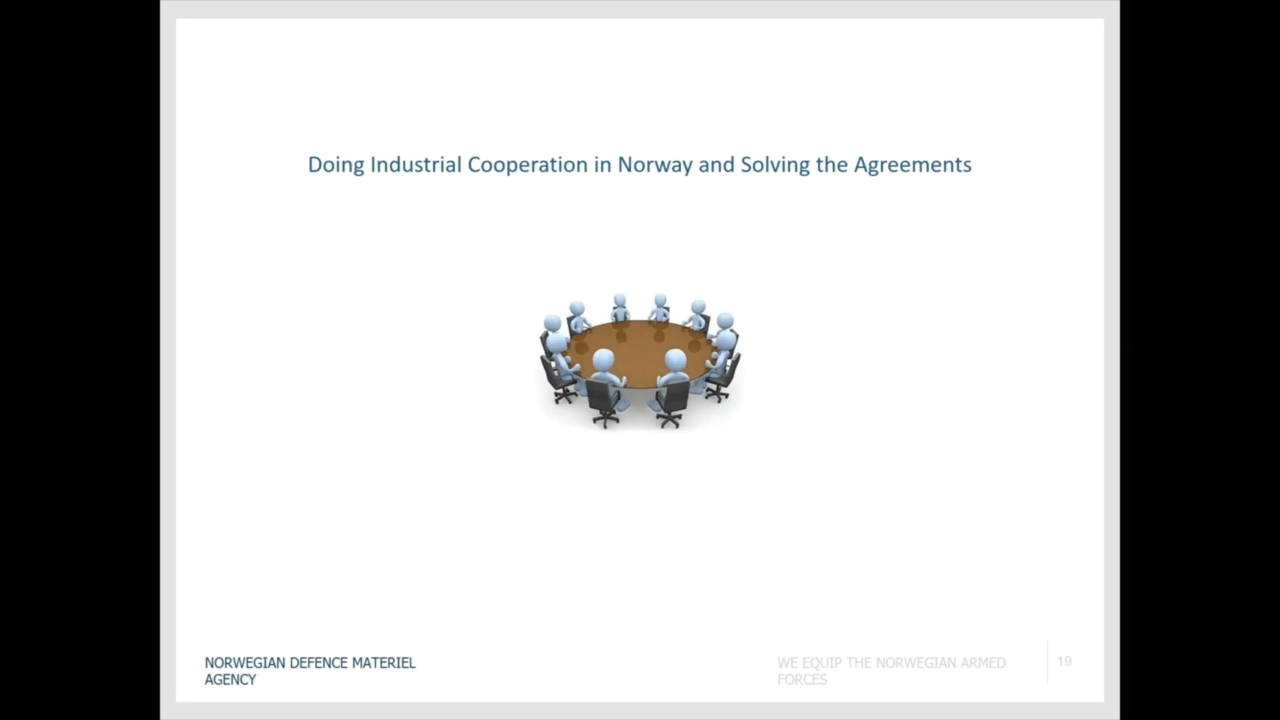 Doing Industrial Cooperation in Norway and Solving the Agreements
NORWEGIAN DEFENCE MATERIEL
AGENCY
WE EQUIP THE NORWEGIAN ARMED
FORCES
19